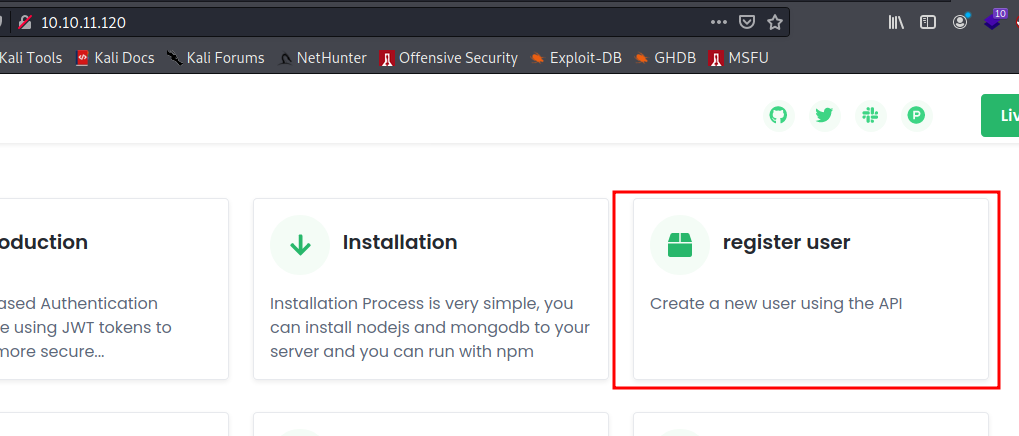 10.10.11.120
10
Kali Tools Kali Docs Kali Forums NetHunter Offensive Security Exploit-DB GHDB MSFU
P
Liv
oduction
ased Authentication
e using JWT tokens to
more secure...
Installation
Installation Process is very simple, you
can install nodejs and mongodb to your
server and you can run with npm
register user
Create a new user using the API